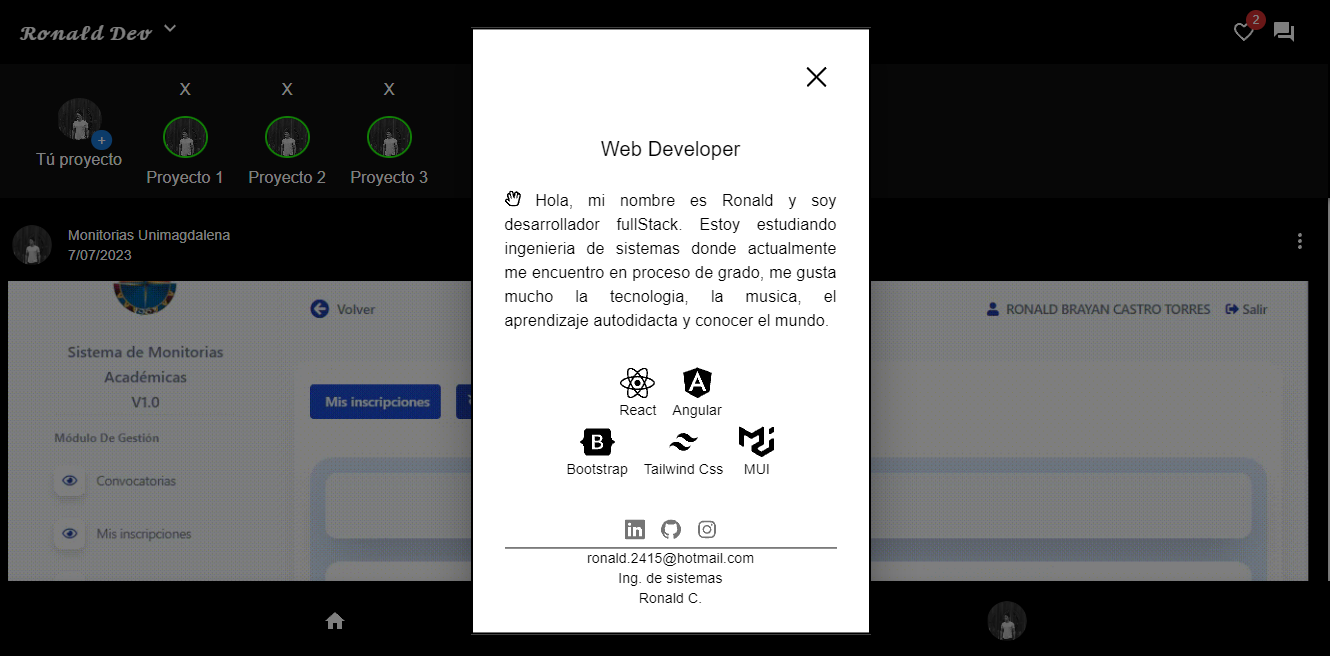 Ronald Dev
2
X
X
X
Tú proyecto
Proyecto 1
Proyecto 2
Proyecto 3
Monitorias Unimagdalena
7/07/2023
Volver
RONALD BRAYAN CASTRO TORRES
Salir
Sistema de Monitorias
Académicas
V1.0
Mis inscripciones
Módulo De Gestión
Convocatorias
Mis inscripciones
Web Developer
Hola, mi nombre es Ronald y soy
desarrollador fullStack. Estoy estudiando
ingenieria de sistemas donde actualmente
me encuentro en proceso de grado, me gusta
mucho la tecnologia, la musica, el
aprendizaje autodidacta y conocer el mundo.
React
Angular
Bootstrap
Tailwind Css
MUI
ronald.2415@hotmail.com
Ing. de sistemas
Ronald C.